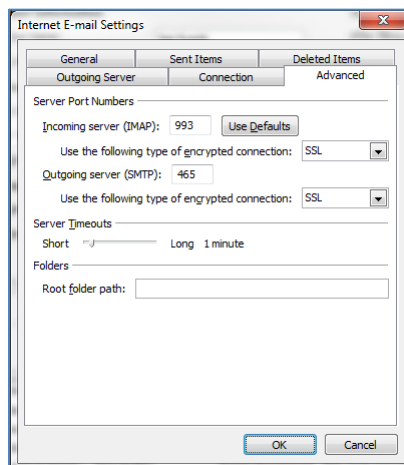 Internet E-mail Settings
General Sent Items Deleted Items
Outgoing Server Connection Advanced
Server Port Numbers
Incoming server (IMAP): 993 Use Defaults
Use the following type of encrypted connection: SSL
Outgoing server (SMTP): 465
Use the following type of encrypted connection: SSL
Server Timeouts
Short Long 1 minute
Folders
Root folder path:
OK Cancel